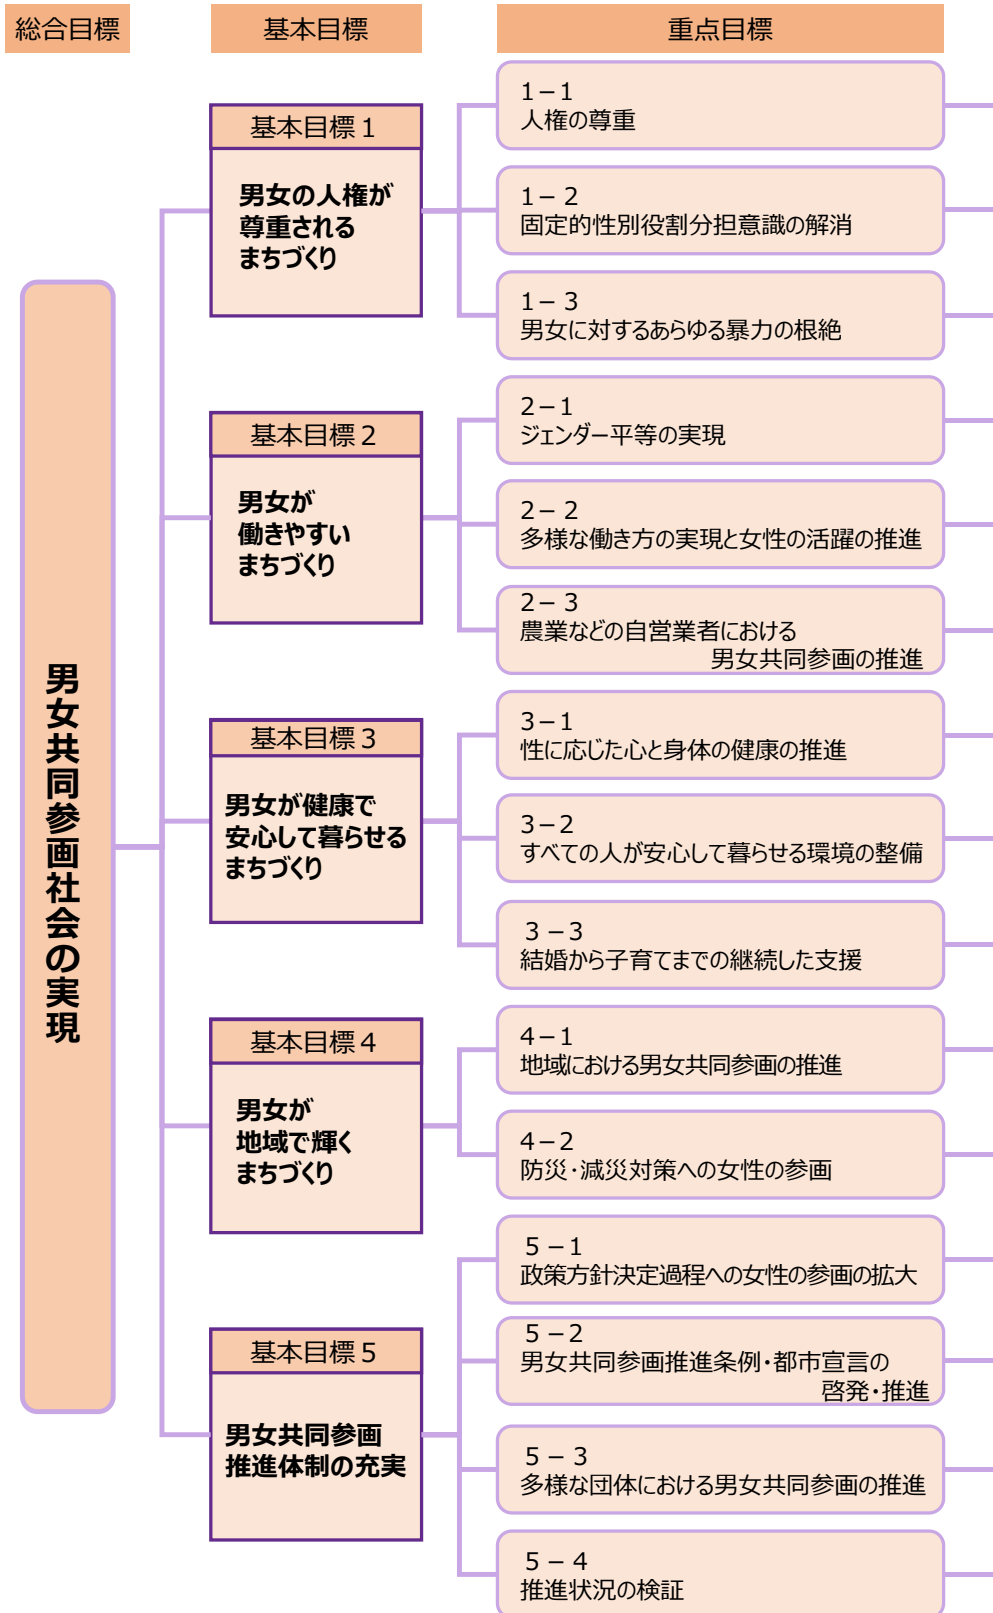 総合目標
基本目標
重点目標
男女共同参画社会の実現
基本目標１
男女の人権が
尊重される
まちづくり
１－１
人権の尊重
１－２
固定的性別役割分担意識の解消
１－３
男女に対するあらゆる暴力の根絶
基本目標２
男女が
働きやすい
まちづくり
２－１
ジェンダー平等の実現
２－２
多様な働き方の実現と女性の活躍の推進
２－３
農業などの自営業者における
男女共同参画の推進
基本目標３
男女が健康で
安心して暮らせる
まちづくり
３－１
性に応じた心と身体の健康の推進
３－２
すべての人が安心して暮らせる環境の整備
３－３
結婚から子育てまでの継続した支援
基本目標４
男女が
地域で輝く
まちづくり
４－１
地域における男女共同参画の推進
４－２
防災・減災対策への女性の参画
基本目標５
男女共同参画
推進体制の充実
５－１
政策方針決定過程への女性の参画の拡大
５－２
男女共同参画推進条例・都市宣言の
啓発・推進
５－３
多様な団体における男女共同参画の推進
５－４
推進状況の検証